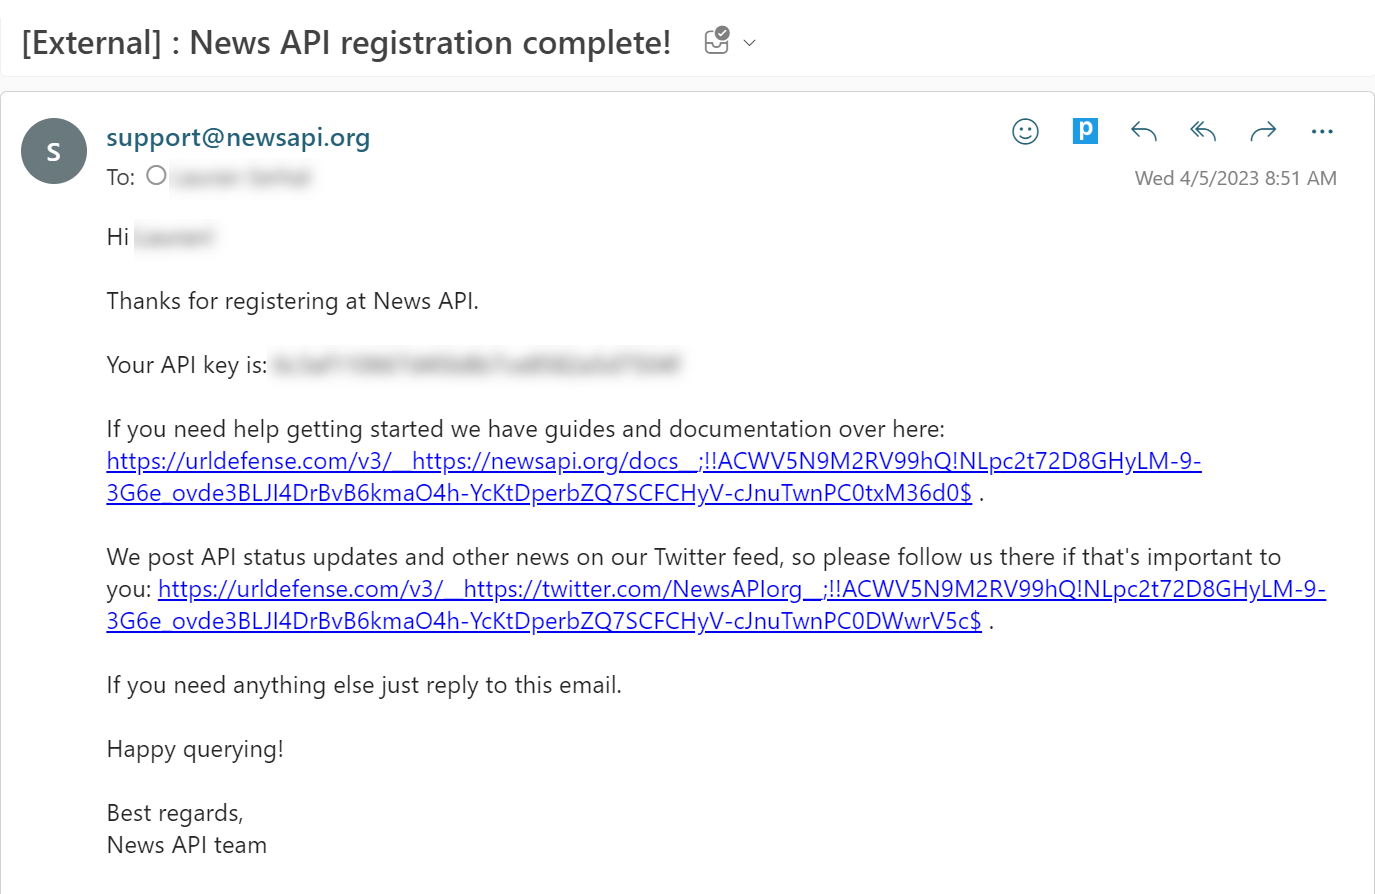 [External] : News API registration complete!
S
support@newsapi.org
p
To:
Wed 4/5/2023 8:51 AM
Hi
Thanks for registering at News API.
Your API key is:
If you need help getting started we have guides and documentation over here:
https://urldefense.com/v3/__https://newsapi.org/docs__;!!ACWV5N9M2RV99hQ!NLpc2t72D8GHyLM-9-
3G6e_ovde3BLJI4DrBvB6kmaO4h-YcKtDperbZQ7SCFCHyV-cJnuTwnPC0txM36d0$ .
We post API status updates and other news on our Twitter feed, so please follow us there if that's important to
you: https://urldefense.com/v3/__https://twitter.com/NewsAPIorg__;!!ACWV5N9M2RV99hQ!NLpc2t72D8GHyLM-9-
3G6e_ovde3BLJI4DrBvB6kmaO4h-YcKtDperbZQ7SCFCHyV-cJnuTwnPC0DWwrV5c$ .
If you need anything else just reply to this email.
Happy querying!
Best regards,
News API team